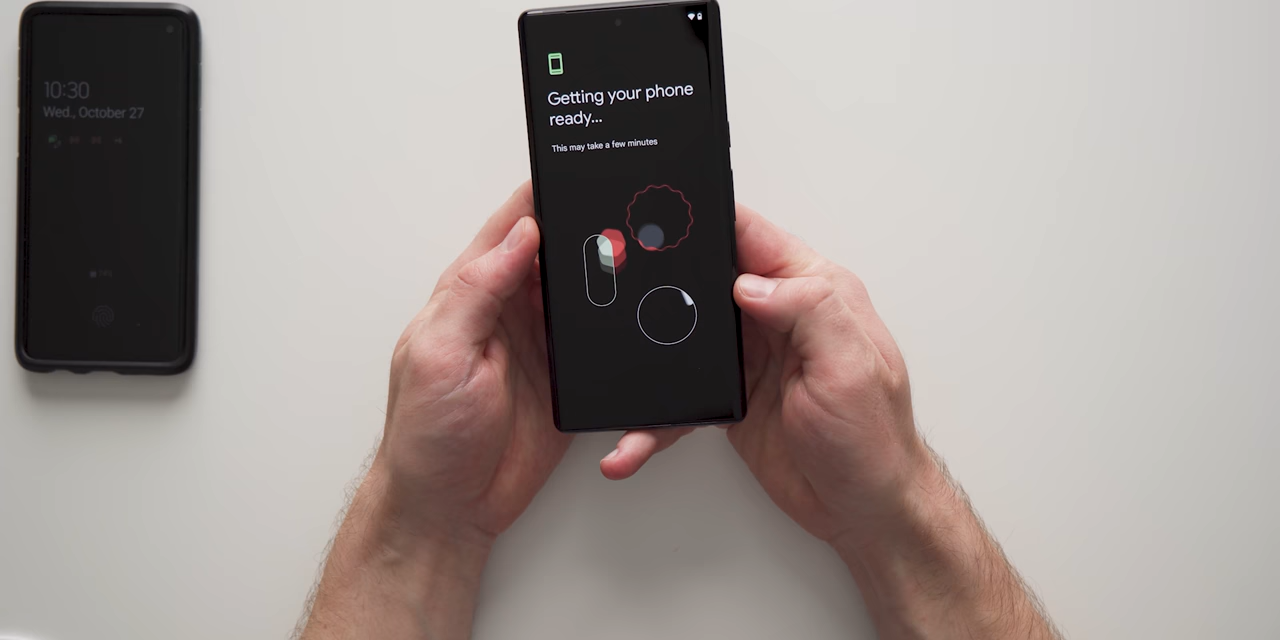 10:30
Wed., October 27
Getting your phone
ready...
This may take a few minutes